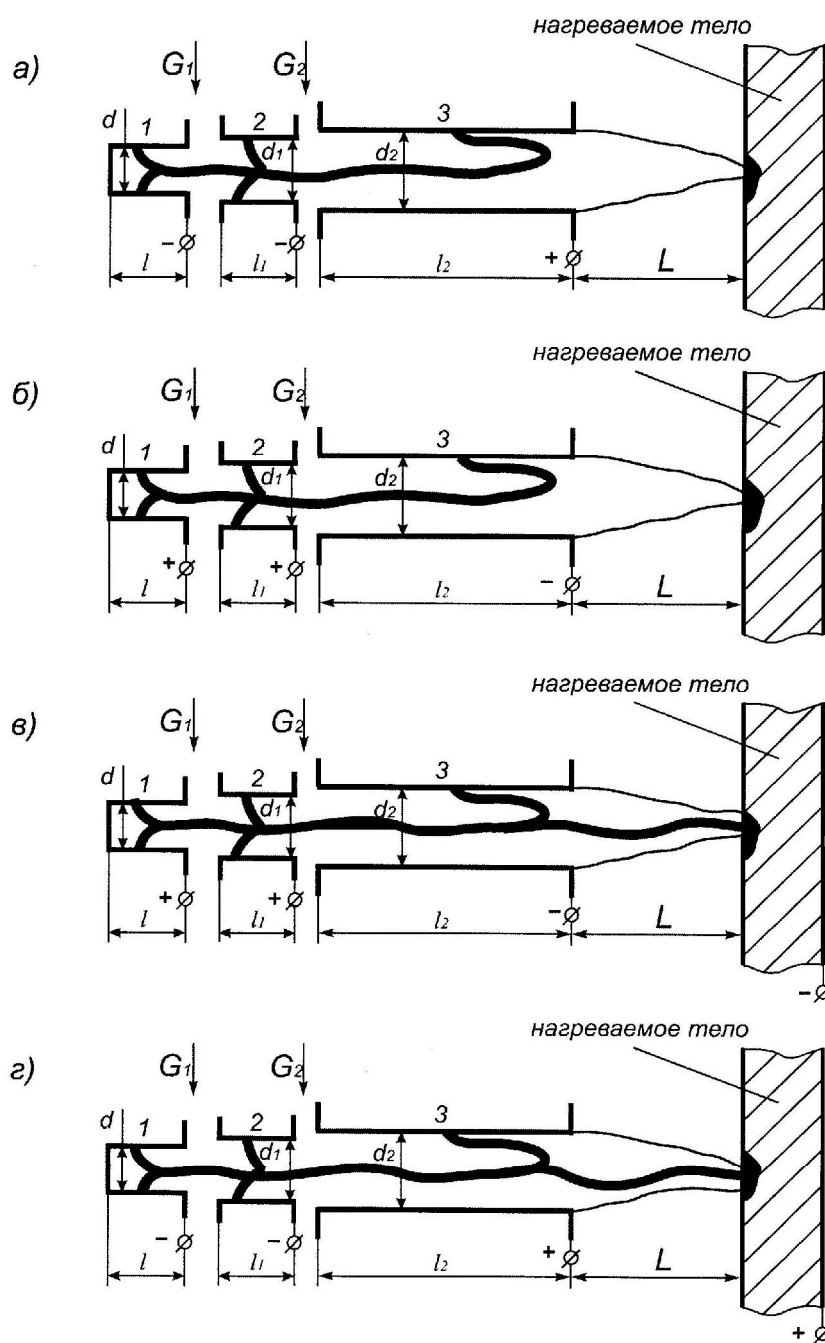 нагреваемое тело
а) G1 G2
d 1 2 d1 d2 3
− − +
l l1 l2 L
нагреваемое тело
б) G1 G2
d 1 2 d1 d2 3
+ + −
l l1 l2 L
нагреваемое тело
в) G1 G2
d 1 2 d1 d2 3
+ + −
l l1 l2 L
−
нагреваемое тело
г) G1 G2
d 1 2 d1 d2 3
− − +
l l1 l2 L
+